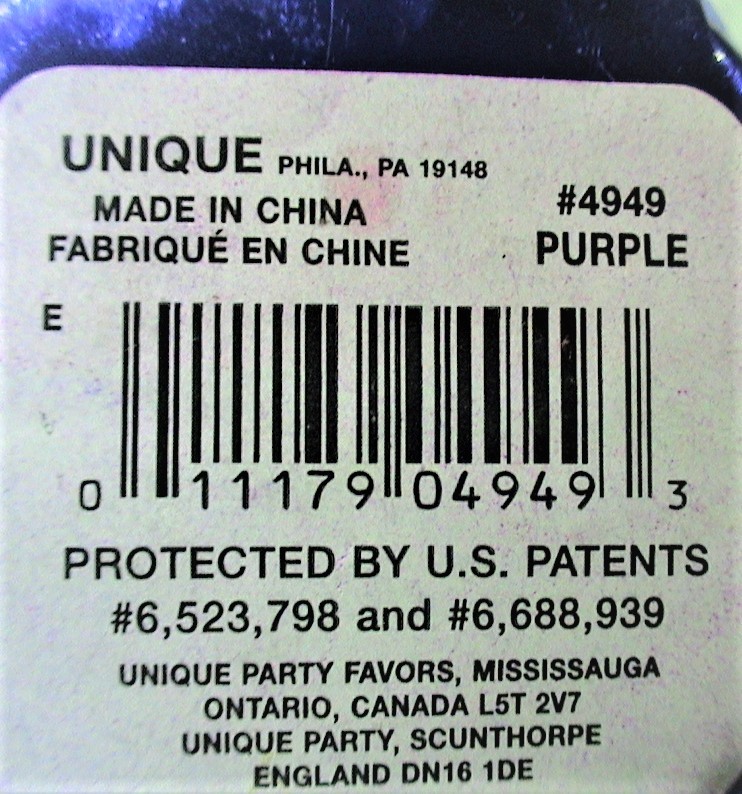 UNIQUE PHILA., PA 19148
MADE IN CHINA
FABRIQUÉ EN CHINE
#4949
PURPLE
E
0 11179 04949 3
PROTECTED BY U.S. PATENTS
#6,523,798 and #6,688,939
UNIQUE PARTY FAVORS, MISSISSAUGA
ONTARIO, CANADA L5T 2V7
UNIQUE PARTY, SCUNTHORPE
ENGLAND DN16 1DE